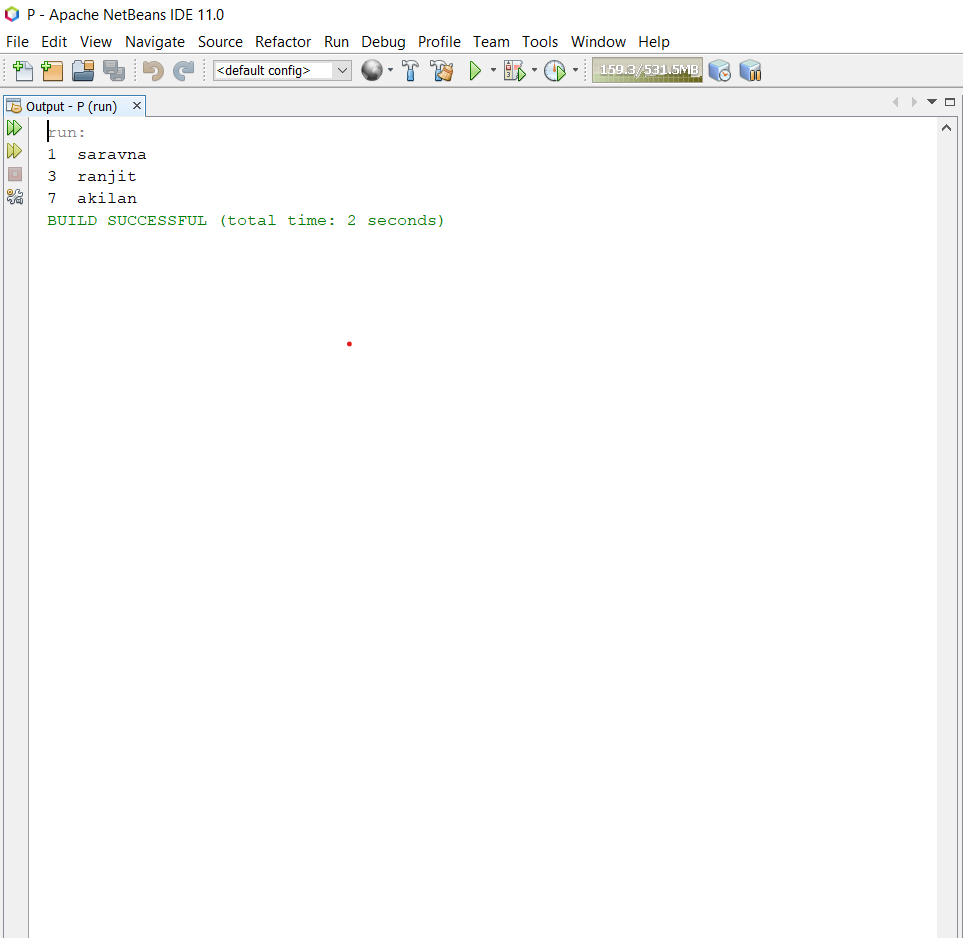 P - Apache NetBeans IDE 11.0
File Edit View Navigate Source Refactor Run Debug Profile Team Tools Window Help
<default config> 159.3/531.5MB
Output - P (run) ×
run:
1 saravna
3 ranjit
7 akilan
BUILD SUCCESSFUL (total time: 2 seconds)